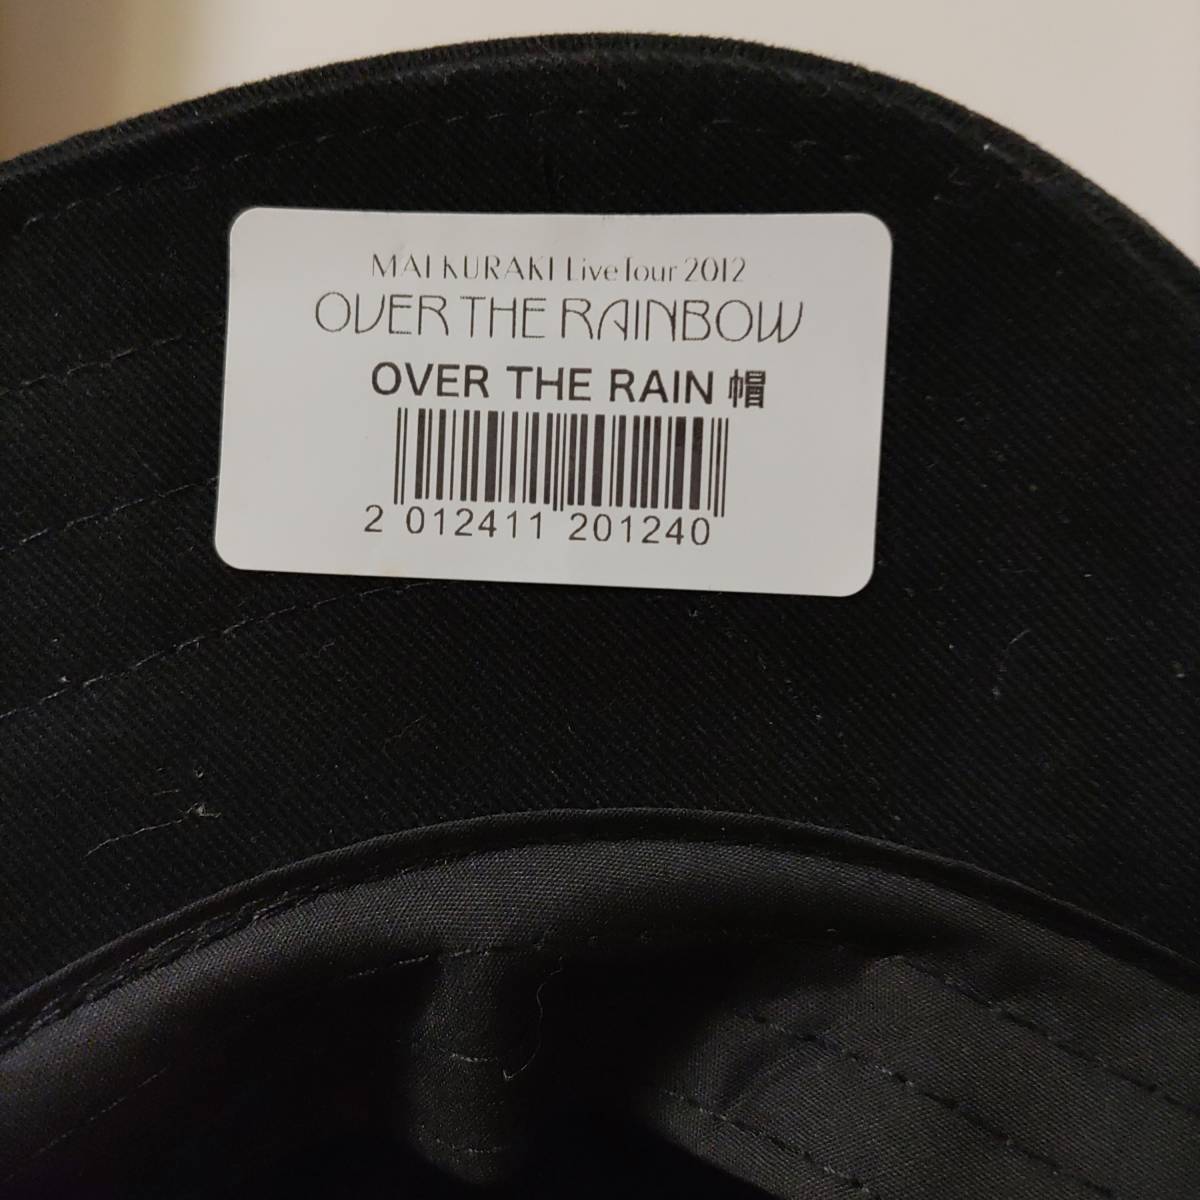 MAI KURAKI Live Tour 2012
OVER THE RAINBOW
OVER THE RAIN 帽
2 012411 201240